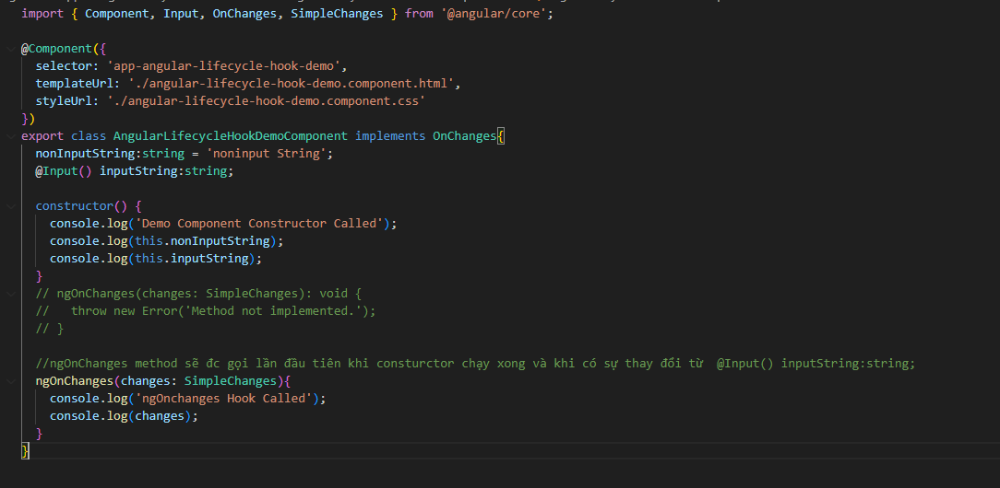 import { Component, Input, OnChanges, SimpleChanges } from '@angular/core';
@Component({
selector: 'app-angular-lifecycle-hook-demo',
templateUrl: './angular-lifecycle-hook-demo.component.html',
styleUrl: './angular-lifecycle-hook-demo.component.css'
})
export class AngularLifecycleHookDemoComponent implements OnChanges{
nonInputString:string = 'noninput String';
@Input() inputString:string;
constructor() {
console.log('Demo Component Constructor Called');
console.log(this.nonInputString);
console.log(this.inputString);
}
// ngOnChanges(changes: SimpleChanges): void {
//   throw new Error('Method not implemented.');
// }
//ngOnChanges method sẽ đc gọi lần đầu tiên khi consturctor chạy xong và khi có sự thay đổi từ  @Input() inputString:string;
ngOnChanges(changes: SimpleChanges){
console.log('ngOnchanges Hook Called');
console.log(changes);
}
}